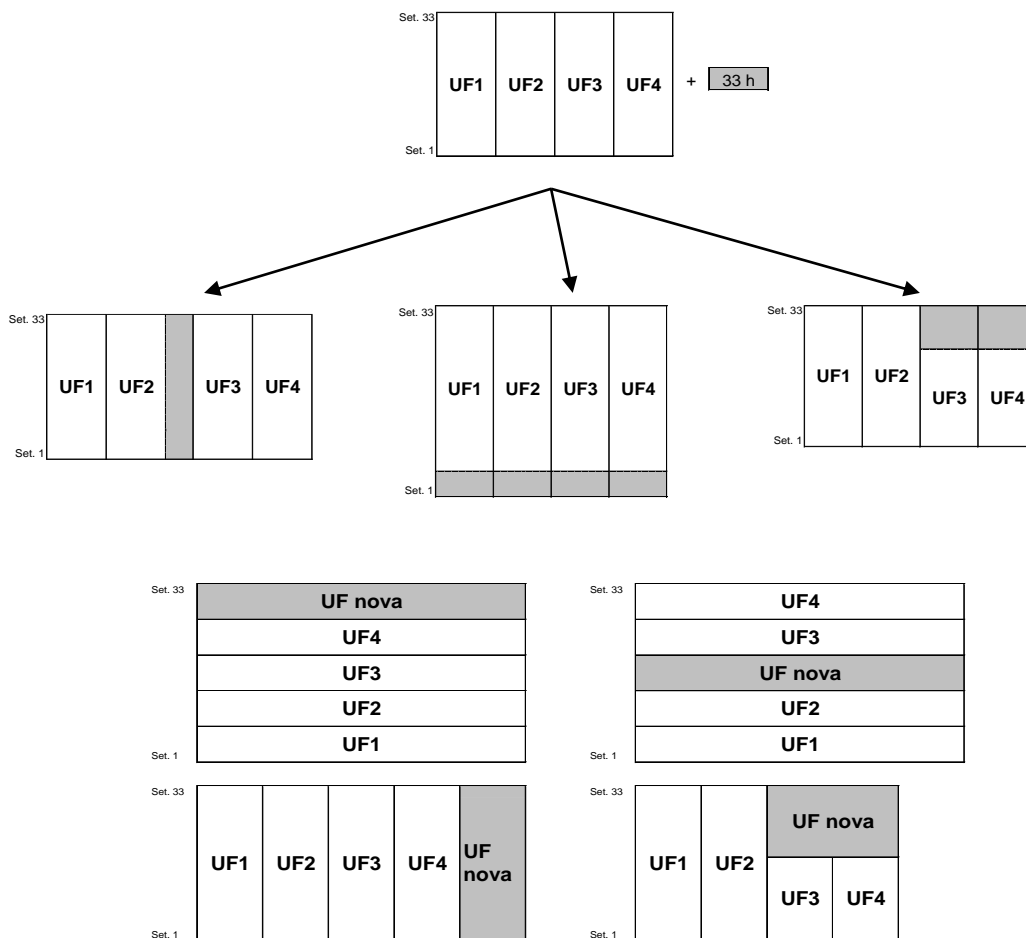 Set. 33
UF1 UF2 UF3 UF4 + 33 h
Set. 1
Set. 33
UF1 UF2 UF3 UF4
Set. 1
Set. 33
UF1 UF2 UF3 UF4
Set. 1
Set. 33
UF1 UF2
UF3 UF4
Set. 1
Set. 33
UF nova
UF4
UF3
UF2
UF1
Set. 1
Set. 33
UF4
UF3
UF nova
UF2
UF1
Set. 1
Set. 33
UF1 UF2 UF3 UF4 UF
nova
Set. 1
Set. 33
UF nova
UF1 UF2
UF3 UF4
Set. 1